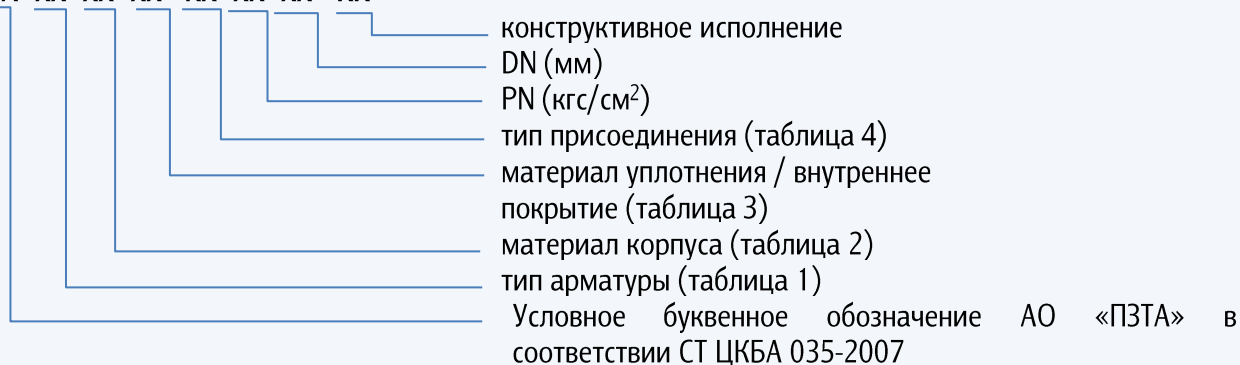 конструктивное исполнение
DN (мм)
PN (кгс/см²)
тип присоединения (таблица 4)
материал уплотнения / внутреннее
покрытие (таблица 3)
материал корпуса (таблица 2)
тип арматуры (таблица 1)
Условное буквенное обозначение АО «ПЗТА» в
соответствии СТ ЦКБА 035-2007